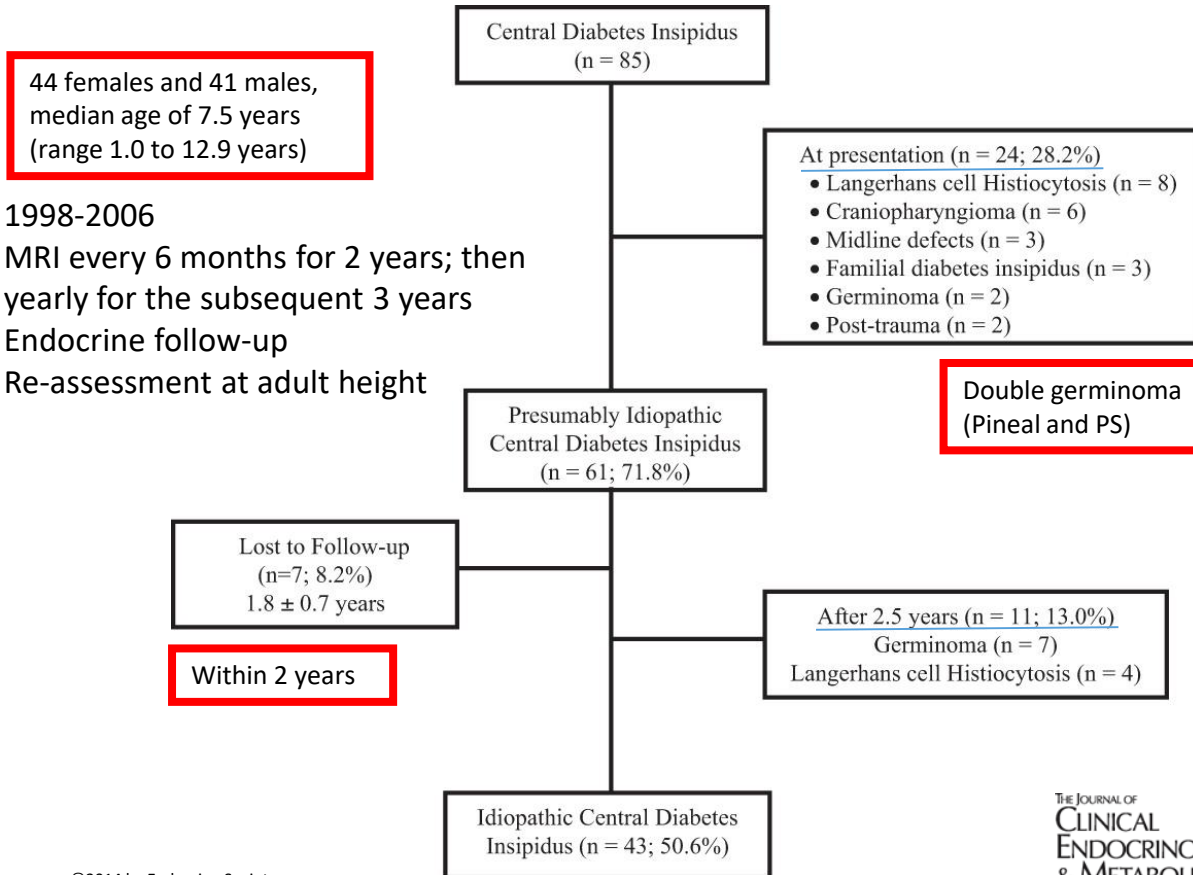 Central Diabetes Insipidus
(n = 85)
44 females and 41 males,
median age of 7.5 years
(range 1.0 to 12.9 years)
At presentation (n = 24; 28.2%)
• Langerhans cell Histiocytosis (n = 8)
• Craniopharyngioma (n = 6)
• Midline defects (n = 3)
• Familial diabetes insipidus (n = 3)
• Germinoma (n = 2)
• Post-trauma (n = 2)
1998-2006
MRI every 6 months for 2 years; then
yearly for the subsequent 3 years
Endocrine follow-up
Re-assessment at adult height
Double germinoma
(Pineal and PS)
Presumably Idiopathic
Central Diabetes Insipidus
(n = 61; 71.8%)
Lost to Follow-up
(n=7; 8.2%)
1.8 ± 0.7 years
Within 2 years
After 2.5 years (n = 11; 13.0%)
Germinoma (n = 7)
Langerhans cell Histiocytosis (n = 4)
Idiopathic Central Diabetes
Insipidus (n = 43; 50.6%)
THE JOURNAL OF
CLINICAL
ENDOCRINO
&